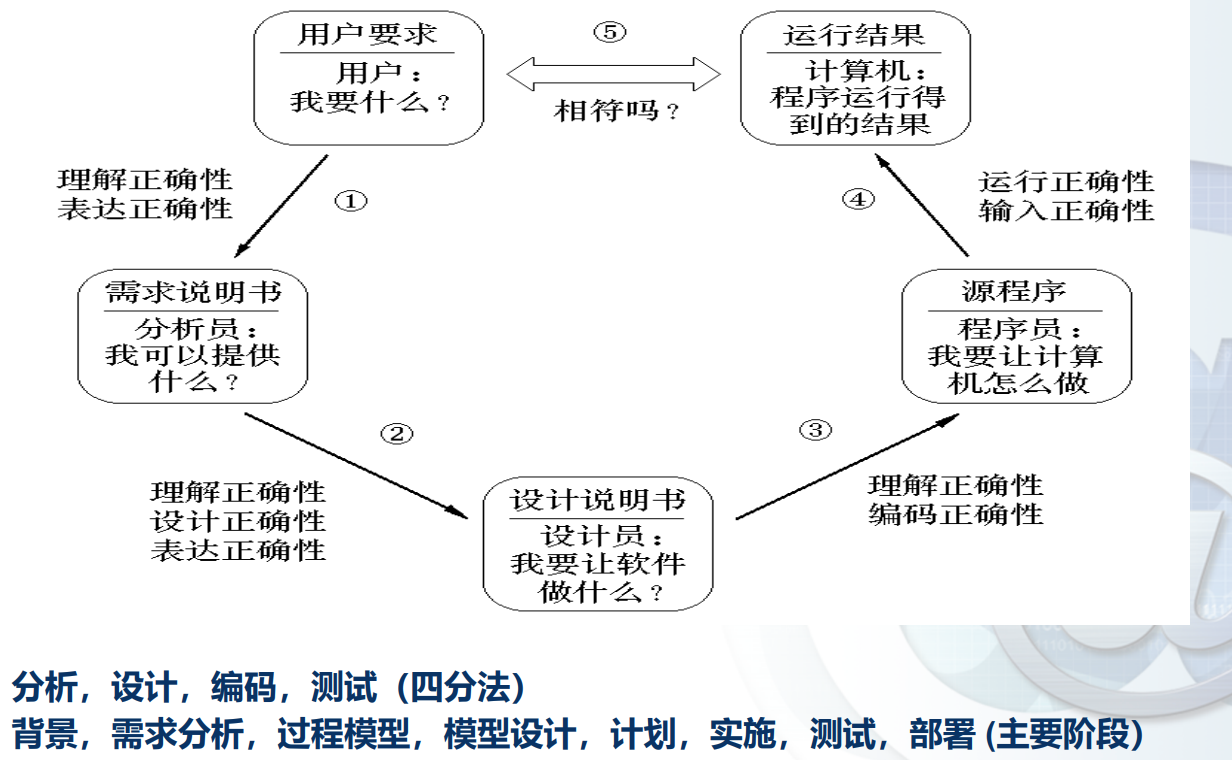 用户要求
用户：
我要什么？
⑤
相符吗？
运行结果
计算机：
程序运行得
到的结果
理解正确性
表达正确性
①
④
运行正确性
输入正确性
需求说明书
分析员：
我可以提供
什么？
源程序
程序员：
我要让计算
机怎么做
②
③
理解正确性
设计正确性
表达正确性
设计说明书
设计员：
我要让软件
做什么？
理解正确性
编码正确性
分析，设计，编码，测试（四分法）
背景，需求分析，过程模型，模型设计，计划，实施，测试，部署 (主要阶段）